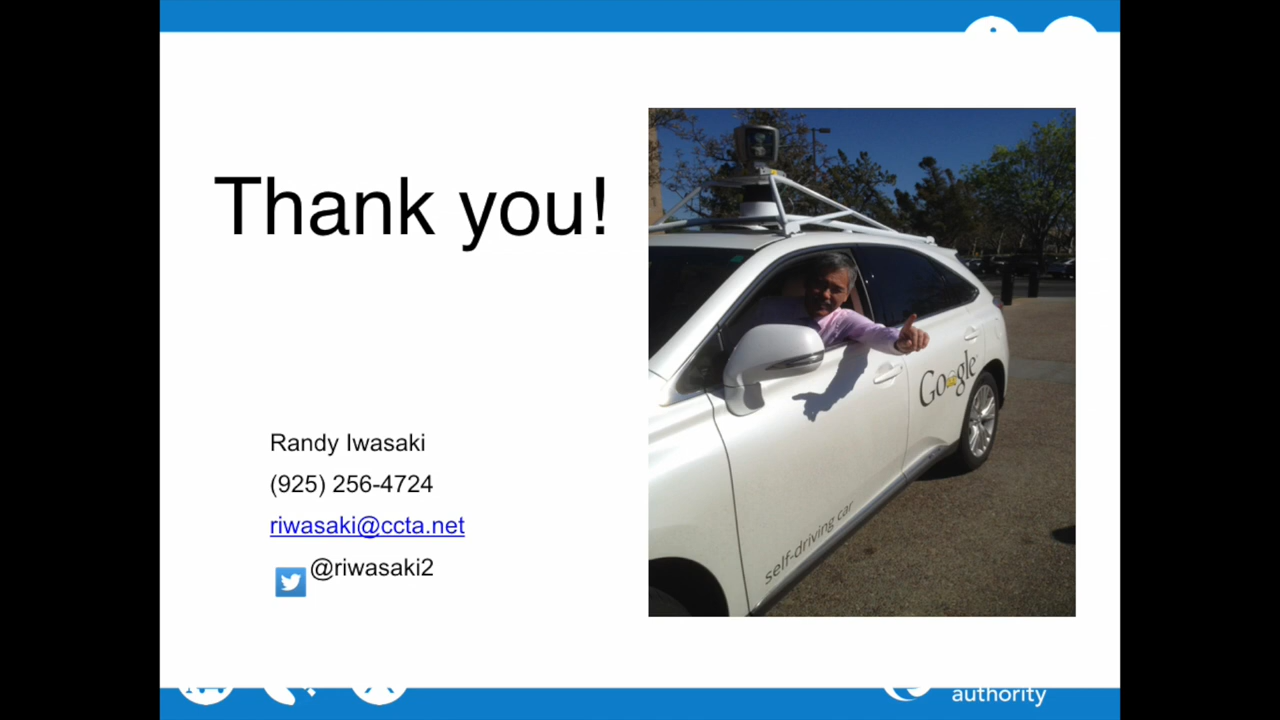 Thank you!
Randy Iwasaki
(925) 256-4724
riwasaki@ccta.net
@riwasaki2
Google
self-driving car
authority